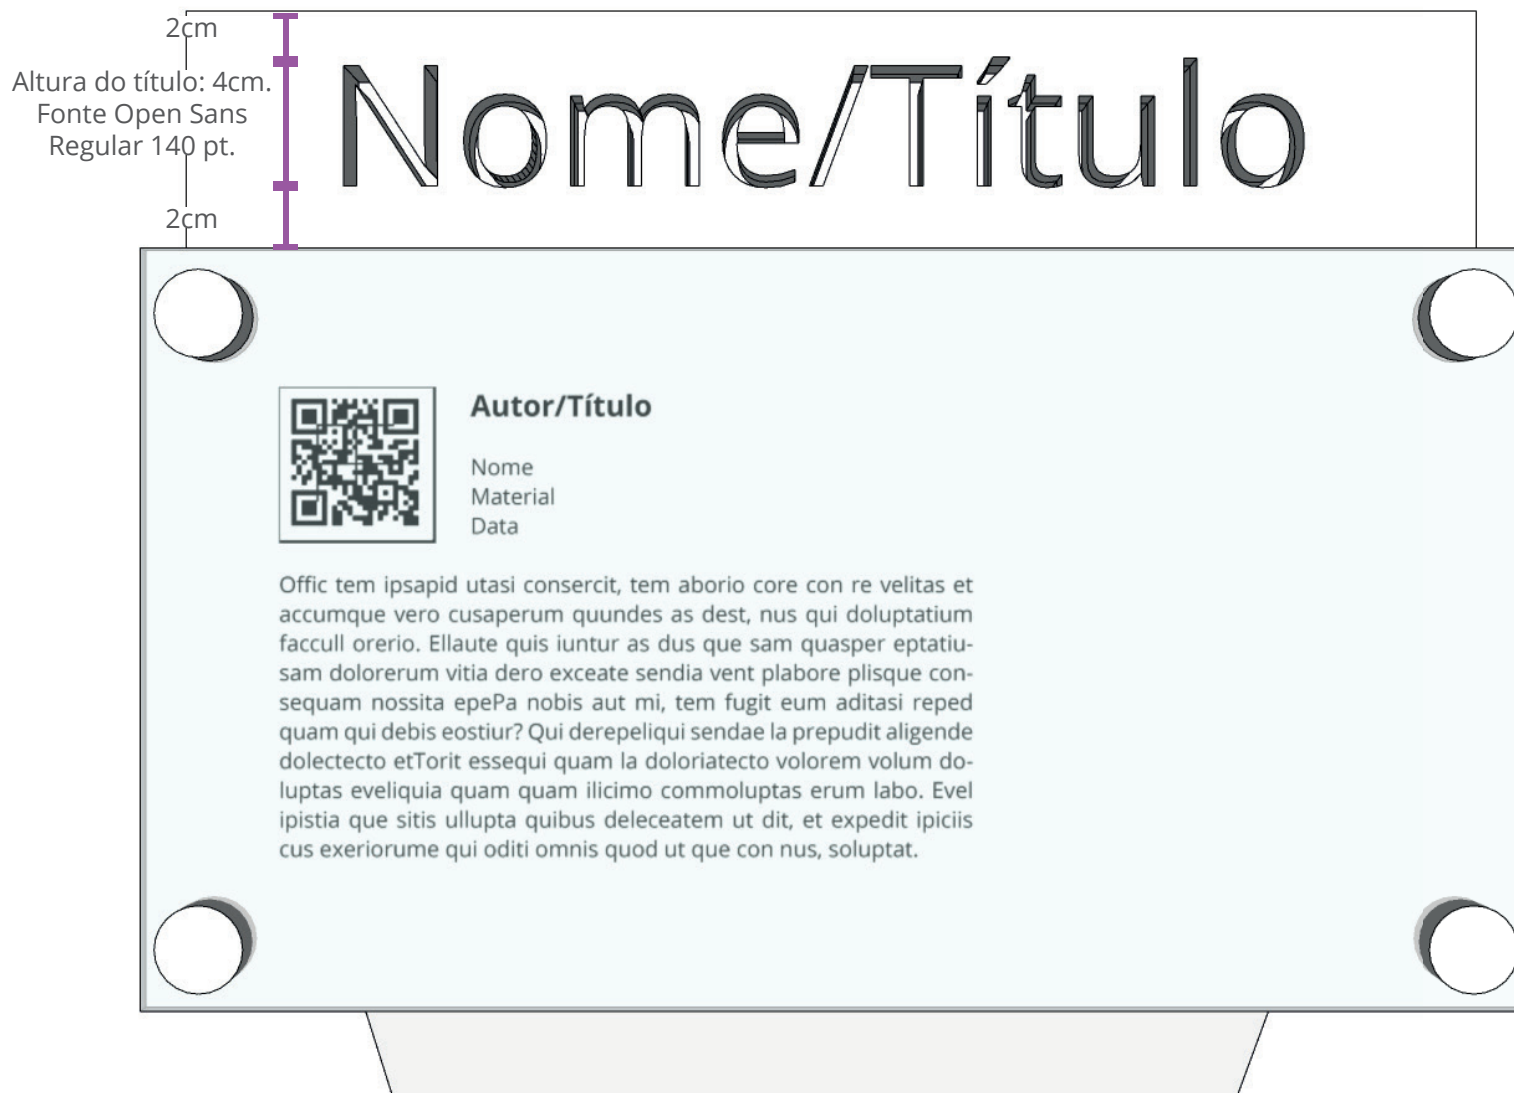 2cm
Altura do título: 4cm.
Fonte Open Sans
Regular 140 pt.
2cm
Nome/Título
Autor/Título
Nome
Material
Data
Offic tem ipsapid utasi consercit, tem aborio core con re velitas et
accumque vero cusaperum quundes as dest, nus qui doluptatium
faccull orerio. Ellaute quis iuntur as dus que sam quasper eptatiu-
sam dolorerum vitia dero exceate sendia vent plabore plisque con-
sequam nossita epePa nobis aut mi, tem fugit eum aditasi reped
quam qui debis eostiur? Qui derepeliqui sendae la prepudit aligende
dolectecto etTorit essequi quam la doloriatecto volorem volum do-
luptas eveliquia quam quam ilicimo commoluptas erum labo. Evel
ipistia que sitis ullupta quibus deleceatem ut dit, et expedit ipiciis
cus exeriorume qui oditi omnis quod ut que con nus, soluptat.